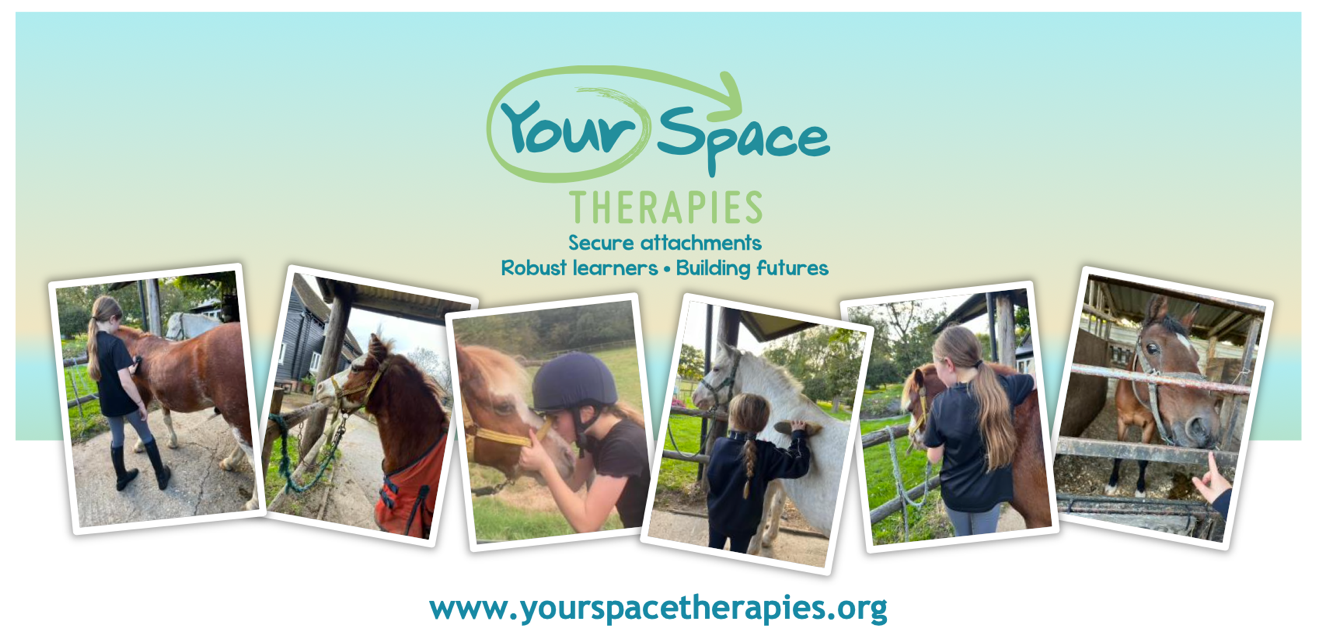 Your Space
THERAPIES
Secure attachments
Robust learners • Building futures
www.yourspacetherapies.org